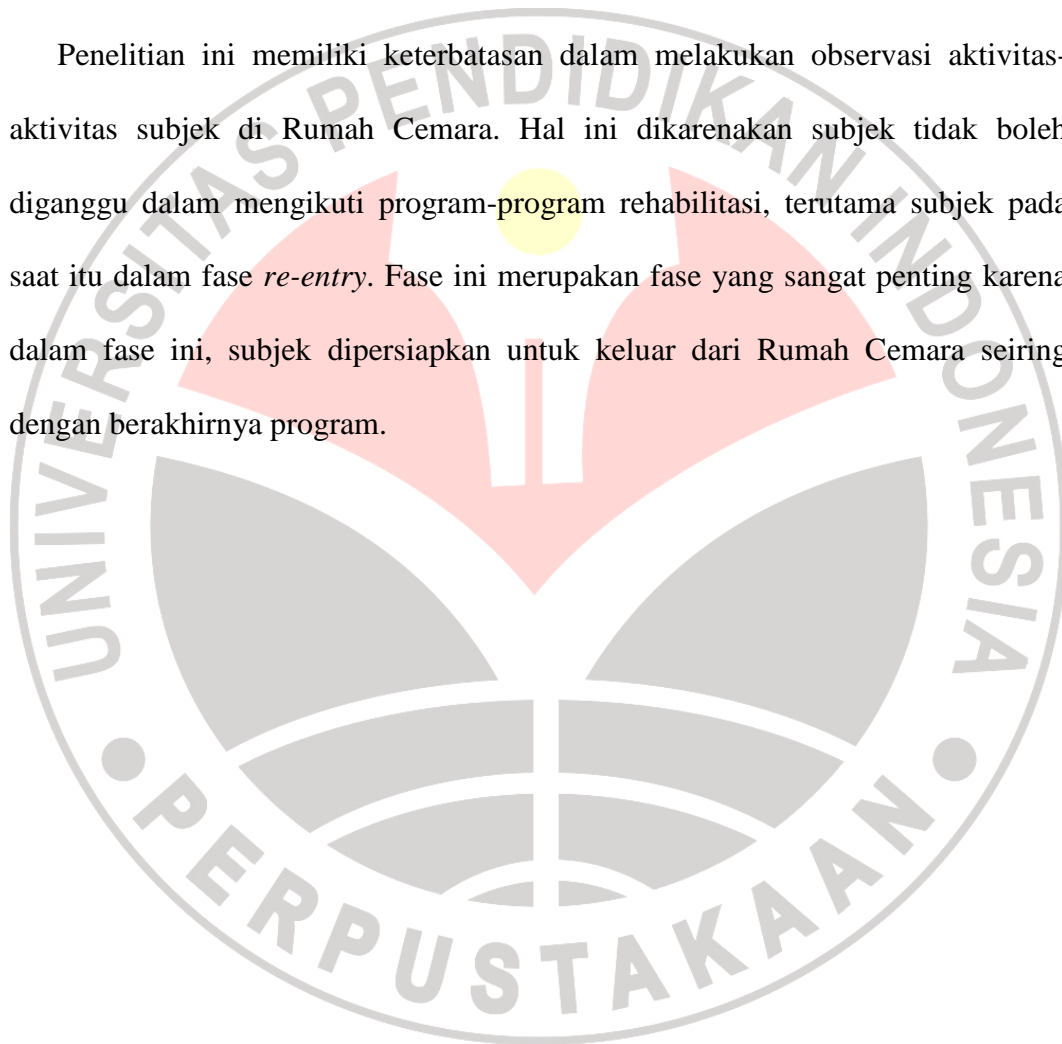 Penelitian ini memiliki keterbatasan dalam melakukan observasi aktivitas-
aktivitas subjek di Rumah Cemara. Hal ini dikarenakan subjek tidak boleh
diganggu dalam mengikuti program-program rehabilitasi, terutama subjek pada
saat itu dalam fase re-entry. Fase ini merupakan fase yang sangat penting karena
dalam fase ini, subjek dipersiapkan untuk keluar dari Rumah Cemara seiring
dengan berakhirnya program.
UNIVERSITAS PENDIDIKAN INDONESIA
PERPUSTAKAAN